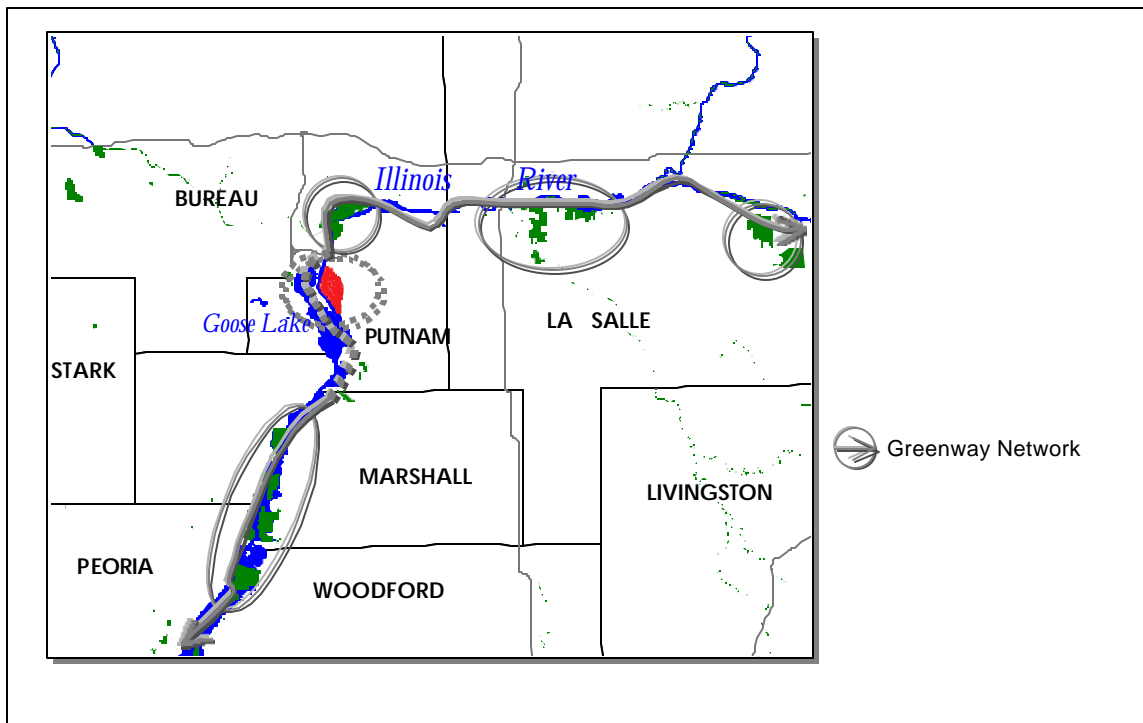 Illinois River
BUREAU
Goose Lake
PUTNAM
LA SALLE
STARK
MARSHALL
LIVINGSTON
PEORIA
WOODFORD
Greenway Network